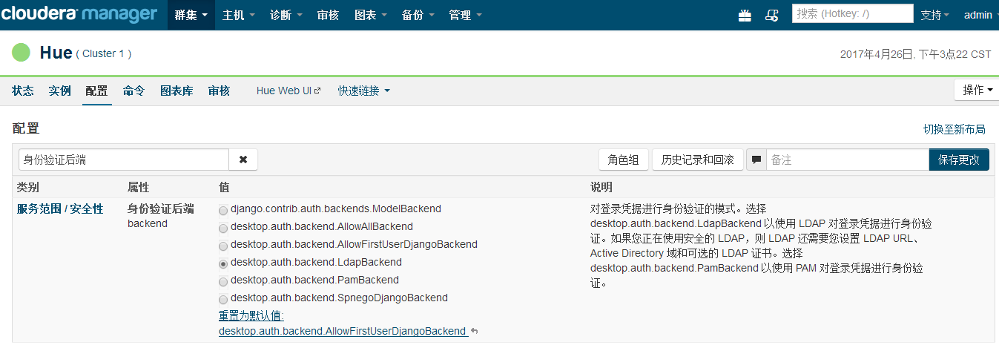 cloudera manager 群集 主机 诊断 审核 图表 备份 管理 搜索 (Hotkey: /) 支持 admin
Hue ( Cluster 1 ) 2017年4月26日, 下午3点22 CST
状态 实例 配置 命令 图表库 审核 Hue Web UI 快速链接 操作
配置 切换至新布局
身份验证后端 角色组 历史记录和回滚 备注 保存更改
类别 属性 值 说明
服务范围 / 安全性
身份验证后端
backend
django.contrib.auth.backends.ModelBackend
desktop.auth.backend.AllowAllBackend
desktop.auth.backend.AllowFirstUserDjangoBackend
desktop.auth.backend.LdapBackend
desktop.auth.backend.PamBackend
desktop.auth.backend.SpnegoDjangoBackend
重置为默认值:
desktop.auth.backend.AllowFirstUserDjangoBackend
对登录凭据进行身份验证的模式。选择
desktop.auth.backend.LdapBackend 以使用 LDAP 对登录凭据进行身份验
证。如果您正在使用安全的 LDAP，则 LDAP 还需要您设置 LDAP URL、
Active Directory 域和可选的 LDAP 证书。选择
desktop.auth.backend.PamBackend 以使用 PAM 对登录凭据进行身份验
证。